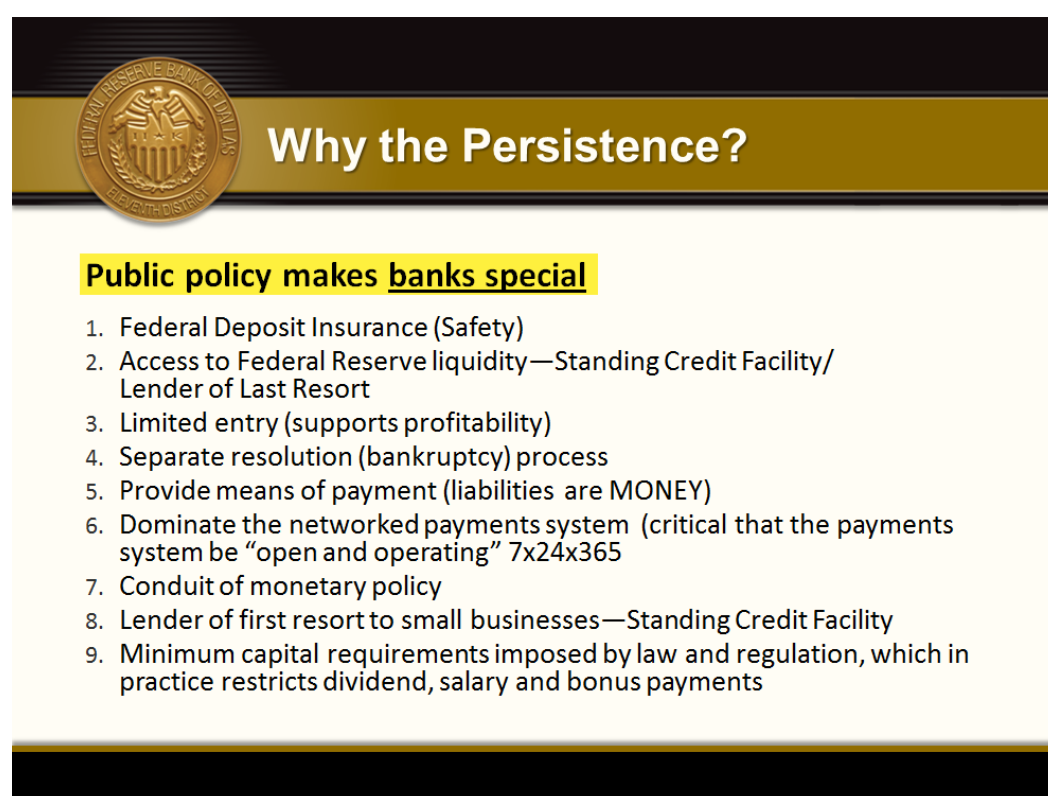 FEDERAL RESERVE BANK OF DALLAS
ELEVENTH DISTRICT
Why the Persistence?
Public policy makes banks special
1. Federal Deposit Insurance (Safety)
2. Access to Federal Reserve liquidity—Standing Credit Facility/
Lender of Last Resort
3. Limited entry (supports profitability)
4. Separate resolution (bankruptcy) process
5. Provide means of payment (liabilities are MONEY)
6. Dominate the networked payments system (critical that the payments
system be “open and operating” 7x24x365
7. Conduit of monetary policy
8. Lender of first resort to small businesses—Standing Credit Facility
9. Minimum capital requirements imposed by law and regulation, which in
practice restricts dividend, salary and bonus payments